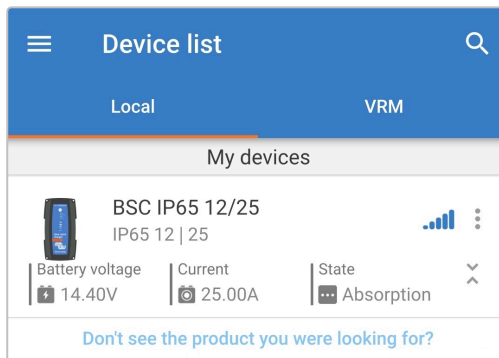 Device list
Local VRM
My devices
BSC IP65 12/25
IP65 12 | 25
Battery voltage Current State
14.40V 25.00A Absorption
Don't see the product you were looking for?